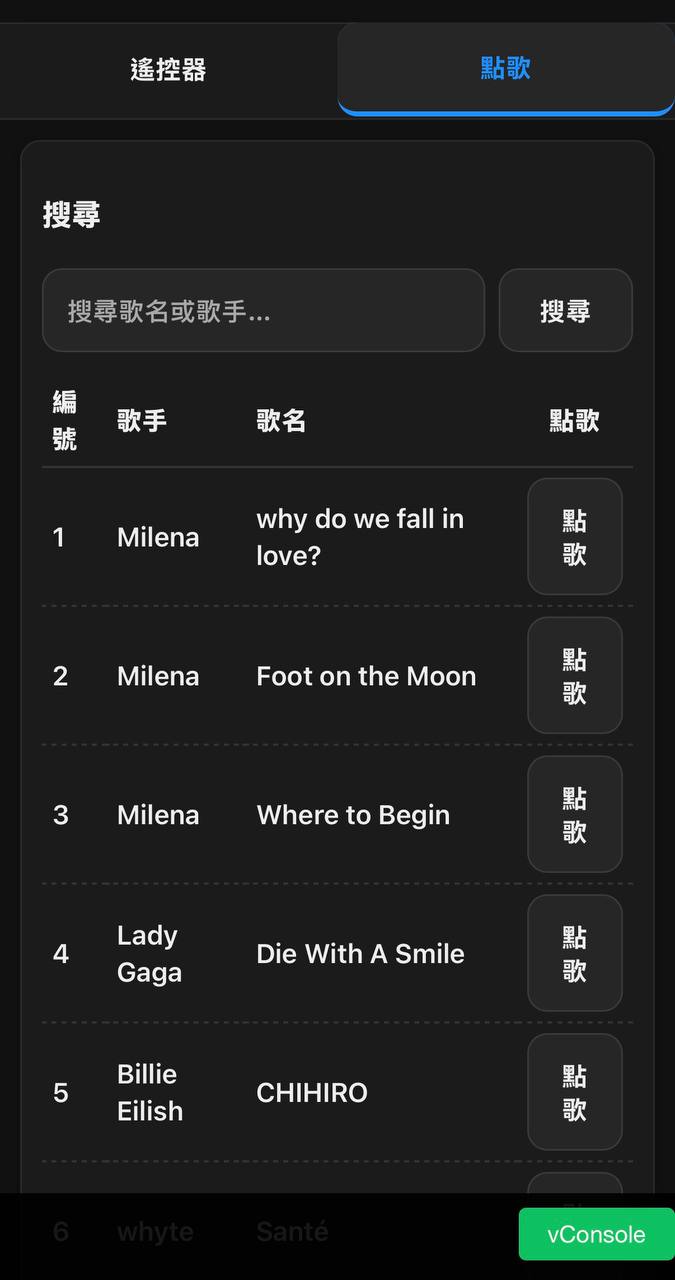 遙控器 點歌
搜尋
搜尋歌名或歌手... 搜尋
編
號 歌手 歌名 點歌
1 Milena why do we fall in
love? 點
歌
2 Milena Foot on the Moon 點
歌
3 Milena Where to Begin 點
歌
4 Lady
Gaga Die With A Smile 點
歌
5 Billie
Eilish CHIHIRO 點
歌
6 whyte Santé
vConsole